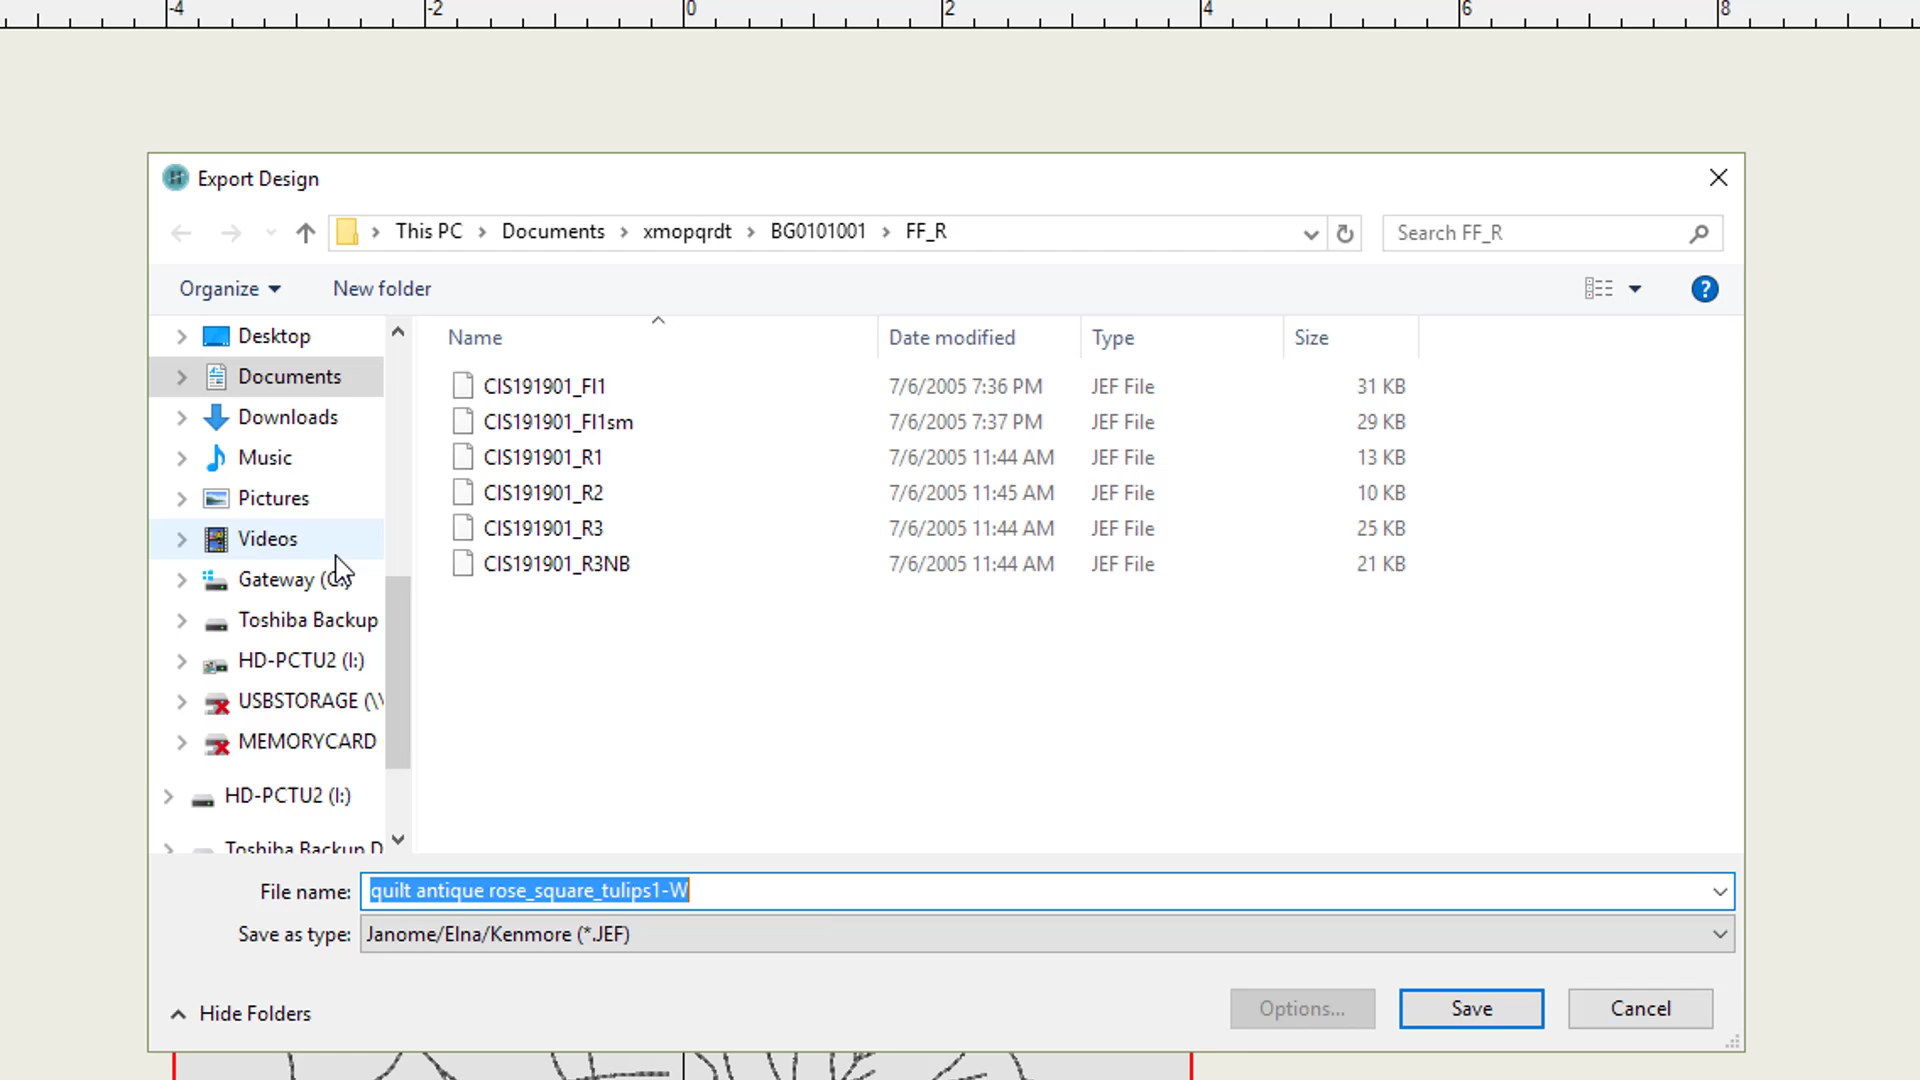 -4 -2 0 2 4 6 8
Export Design
This PC Documents xmopqrdt BG0101001 FF_R Search FF_R
Organize New folder ?
Name Date modified Type Size
Desktop
Documents
Downloads
Music
Pictures
Videos
Gateway (C:)
Toshiba Backup
HD-PCTU2 (I:)
USBSTORAGE (\\
MEMORYCARD
HD-PCTU2 (I:)
Toshiba Backup D
CIS191901_FI1 7/6/2005 7:36 PM JEF File 31 KB
CIS191901_FI1sm 7/6/2005 7:37 PM JEF File 29 KB
CIS191901_R1 7/6/2005 11:44 AM JEF File 13 KB
CIS191901_R2 7/6/2005 11:45 AM JEF File 10 KB
CIS191901_R3 7/6/2005 11:44 AM JEF File 25 KB
CIS191901_R3NB 7/6/2005 11:44 AM JEF File 21 KB
File name: quilt antique rose_square_tulips1-W
Save as type: Janome/Elna/Kenmore (*.JEF)
Hide Folders Options... Save Cancel